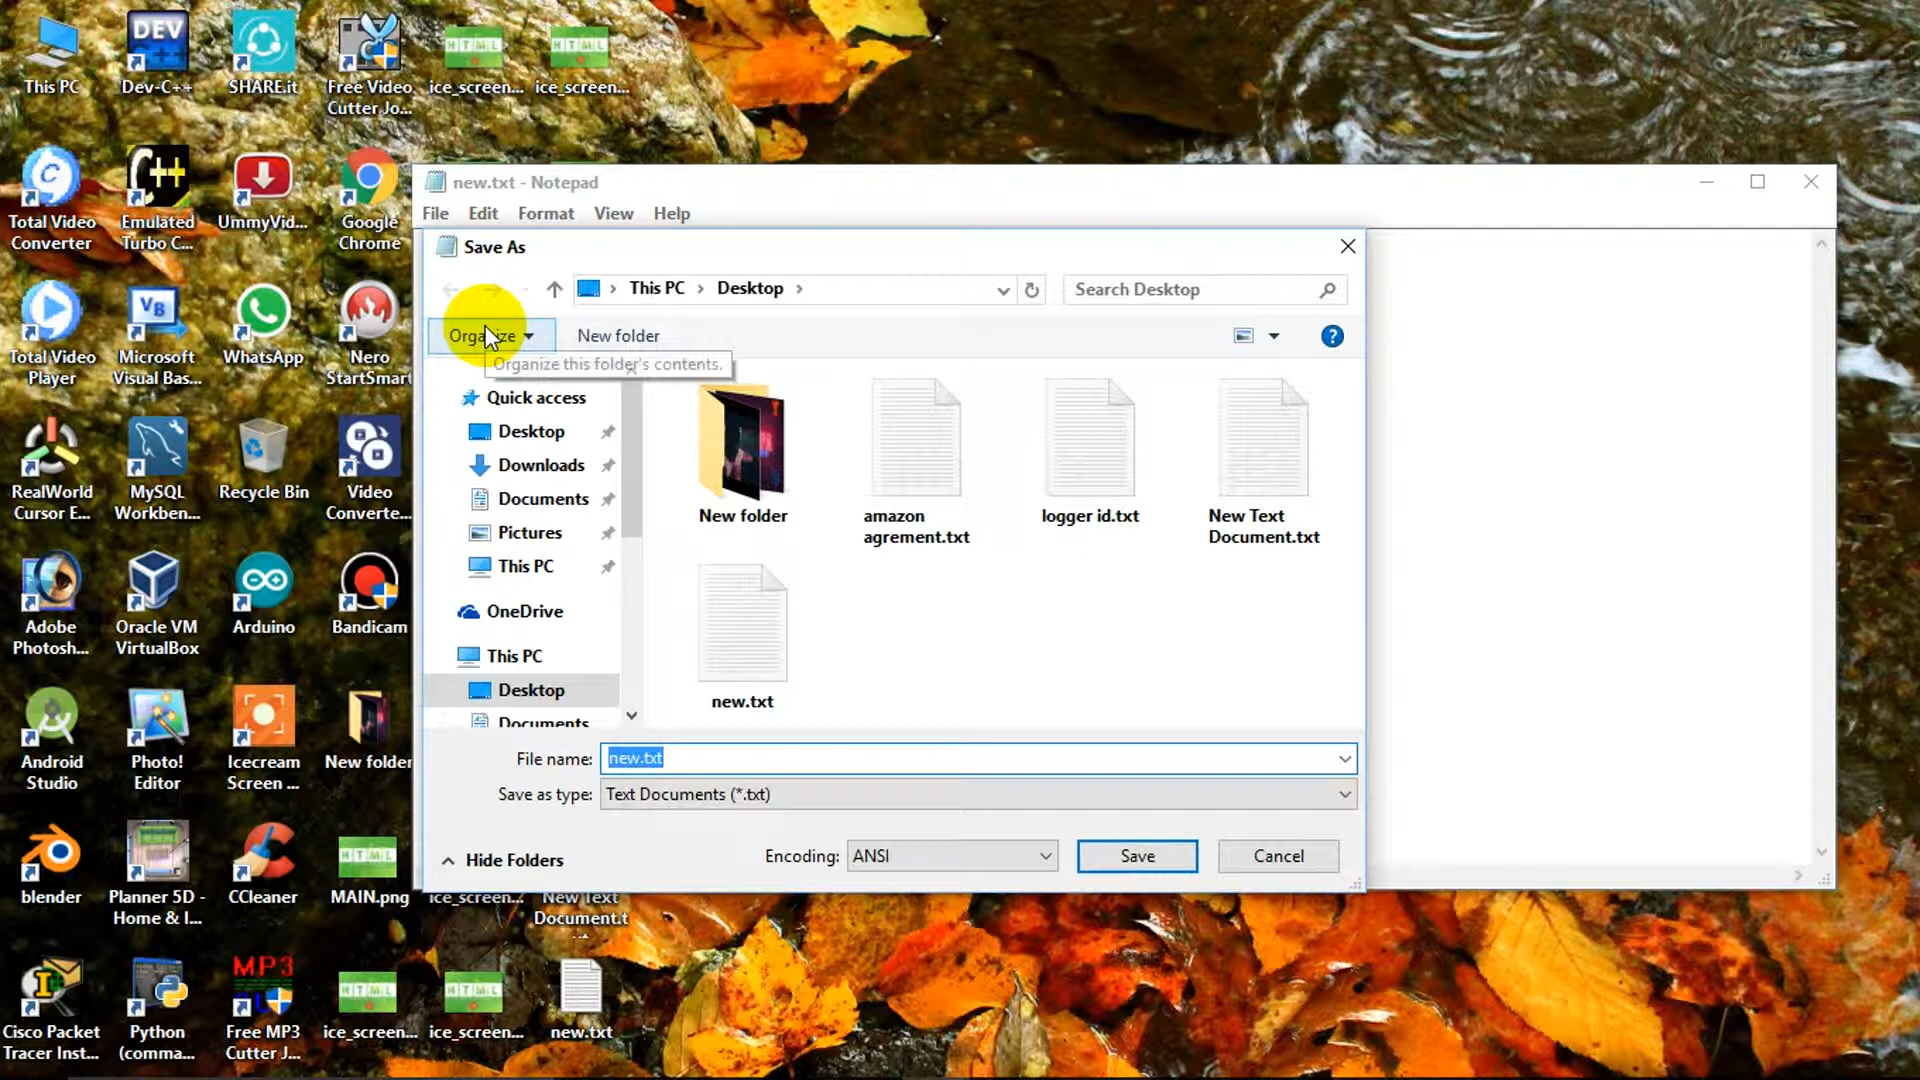 This PC
Dev-C++
SHARE.it
Free Video
Cutter Jo...
ice_screen...
ice_screen...
Total Video
Converter
Emulated
Turbo C...
UmmyVid...
Google
Chrome
Total Video
Player
Microsoft
Visual Bas...
WhatsApp
Nero
StartSmart
RealWorld
Cursor E...
MySQL
Workben...
Recycle Bin
Video
Converte...
Adobe
Photosh...
Oracle VM
VirtualBox
Arduino
Bandicam
Android
Studio
Photo!
Editor
Icecream
Screen ...
New folder
blender
Planner 5D -
Home & I...
CCleaner
MAIN.png
ice_screen...
New Text
Document.t
Cisco Packet
Tracer Inst...
Python
(comma...
Free MP3
Cutter J...
ice_screen...
ice_screen...
new.txt
new.txt - Notepad
File Edit Format View Help
Save As
This PC Desktop
Search Desktop
Organize New folder
Organize this folder's contents.
Quick access
Desktop
Downloads
Documents
Pictures
This PC
OneDrive
This PC
Desktop
Documents
New folder
amazon
agrement.txt
logger id.txt
New Text
Document.txt
new.txt
File name: new.txt
Save as type: Text Documents (*.txt)
Hide Folders
Encoding: ANSI
Save
Cancel